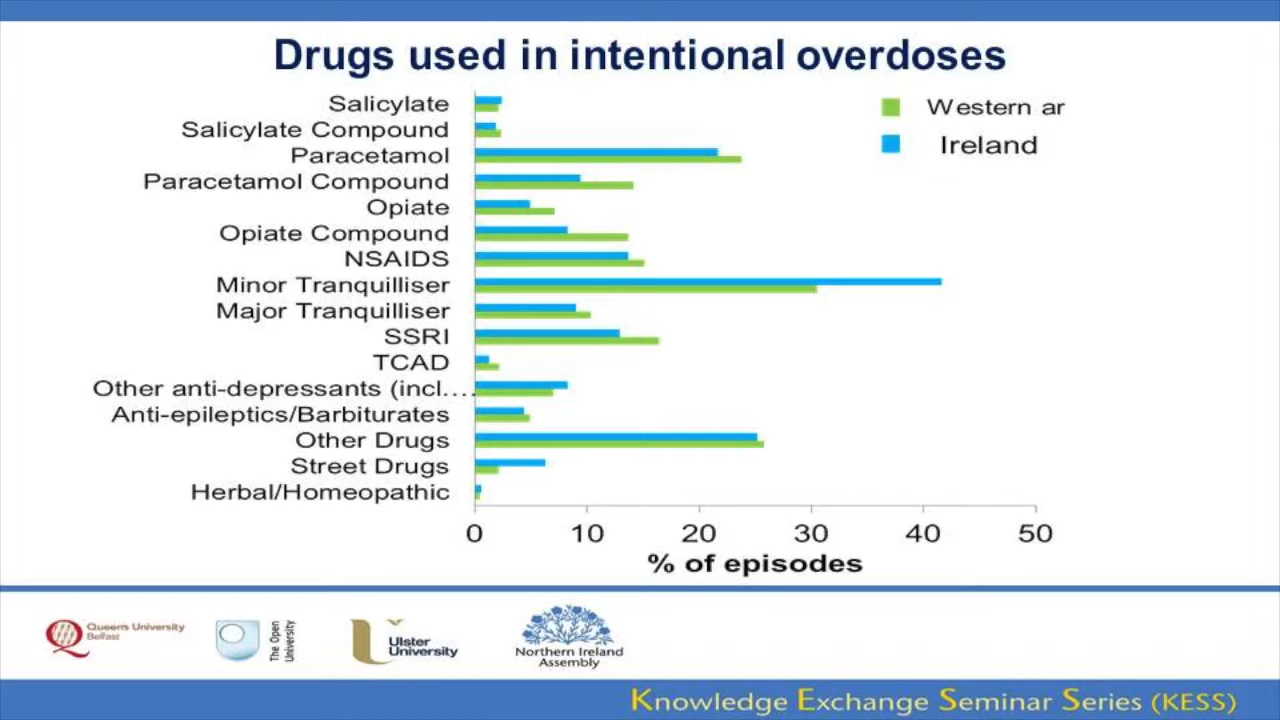 Drugs used in intentional overdoses
Salicylate
Salicylate Compound
Paracetamol
Paracetamol Compound
Opiate
Opiate Compound
NSAIDS
Minor Tranquilliser
Major Tranquilliser
SSRI
TCAD
Other anti-depressants (incl....
Anti-epileptics/Barbiturates
Other Drugs
Street Drugs
Herbal/Homeopathic
Western ar
Ireland
0 10 20 30 40 50
% of episodes
Queen's University
Belfast
The Open
University
Ulster
University
Northern Ireland
Assembly
Knowledge Exchange Seminar Series (KESS)